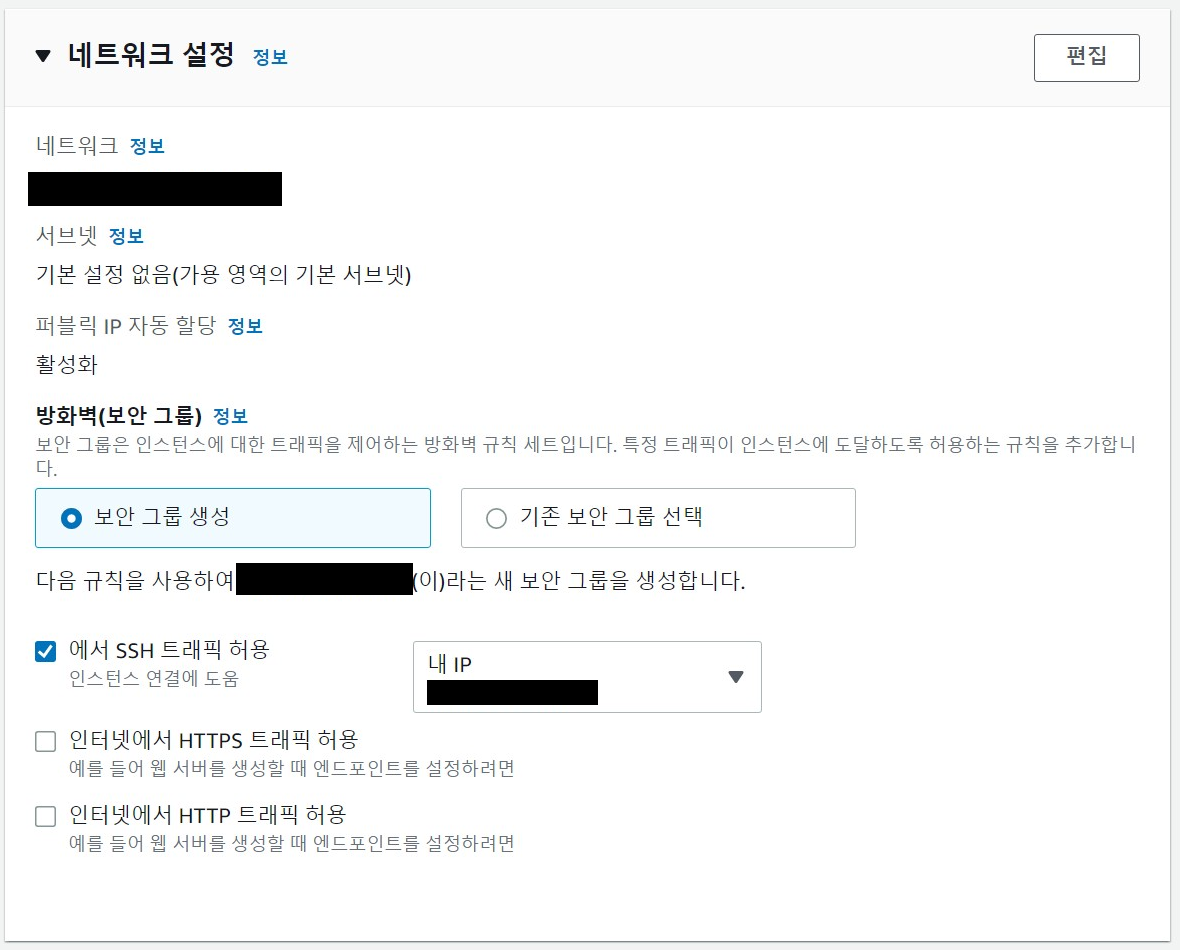 네트워크 설정 정보
편집
네트워크 정보
서브넷 정보
기본 설정 없음(가용 영역의 기본 서브넷)
퍼블릭 IP 자동 할당 정보
활성화
방화벽(보안 그룹) 정보
보안 그룹은 인스턴스에 대한 트래픽을 제어하는 방화벽 규칙 세트입니다. 특정 트래픽이 인스턴스에 도달하도록 허용하는 규칙을 추가합니
다.
보안 그룹 생성
기존 보안 그룹 선택
다음 규칙을 사용하여 (이)라는 새 보안 그룹을 생성합니다.
에서 SSH 트래픽 허용
인스턴스 연결에 도움
내 IP
인터넷에서 HTTPS 트래픽 허용
예를 들어 웹 서버를 생성할 때 엔드포인트를 설정하려면
인터넷에서 HTTP 트래픽 허용
예를 들어 웹 서버를 생성할 때 엔드포인트를 설정하려면